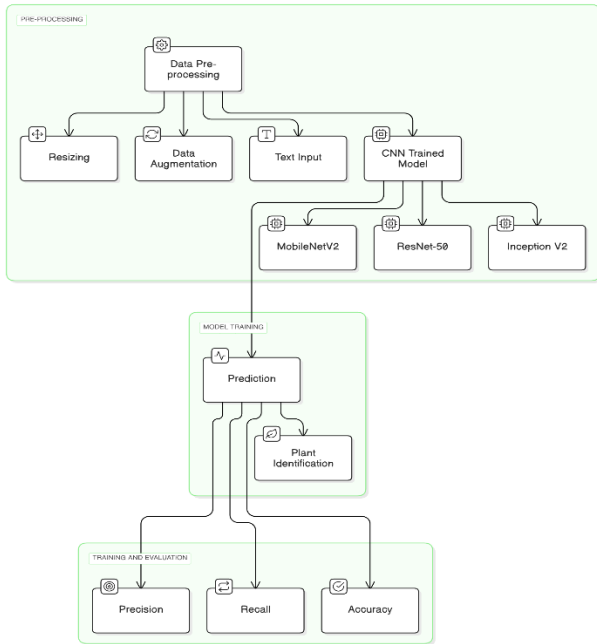 PRE-PROCESSING
Data Pre-
processing
Resizing
Data
Augmentation
Text Input
CNN Trained
Model
MobileNetV2
ResNet-50
Inception V2
MODEL TRAINING
Prediction
Plant
Identification
TRAINING AND EVALUATION
Precision
Recall
Accuracy